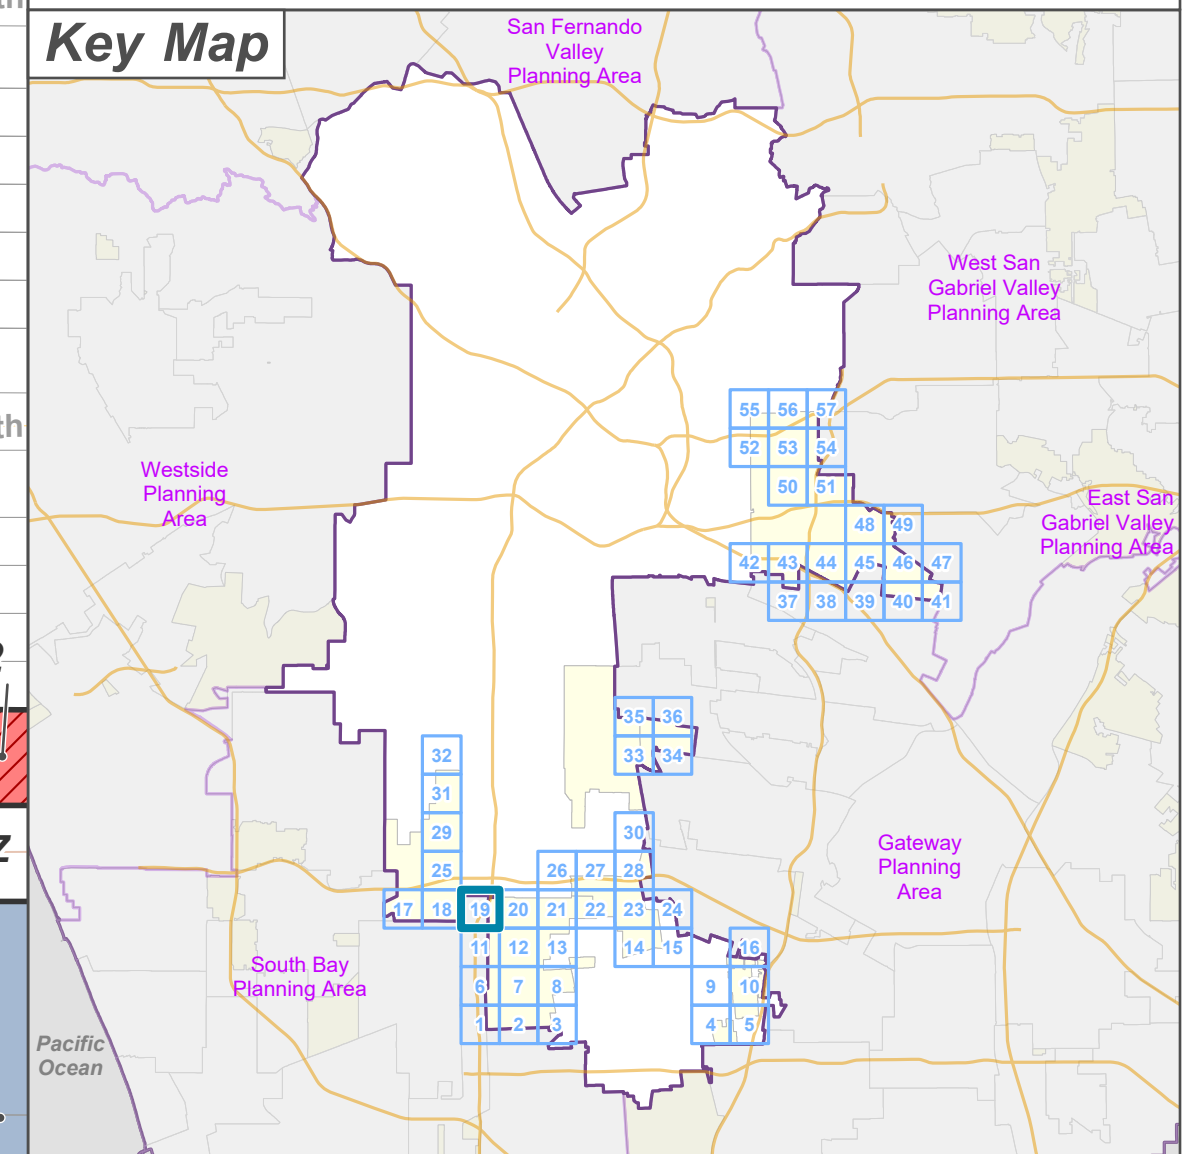 th
Key Map
San Fernando
Valley
Planning Area
West San
Gabriel Valley
Planning Area
55 56 57
th
52 53 54
Westside
Planning
Area
50 51
East San
Gabriel Valley
Planning Area
48 49
42 43 44 45 46 47
37 38 39 40 41
35 36
33 34
32
31
29
30
Z
Gateway
Planning
Area
25 26 27 28
17 18 19 20 21 22 23 24
11 12 13 14 15 16
South Bay
Planning Area
6 7 8 9 10
1 2 3 4 5
Pacific
Ocean